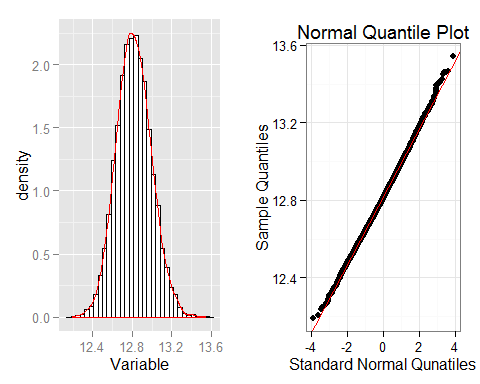 density
2.0
1.5
1.0
0.5
0.0
12.4 12.8 13.2 13.6
Variable
Normal Quantile Plot
Sample Quantiles
13.6
13.2
12.8
12.4
-4 -2 0 2 4
Standard Normal Qunatiles